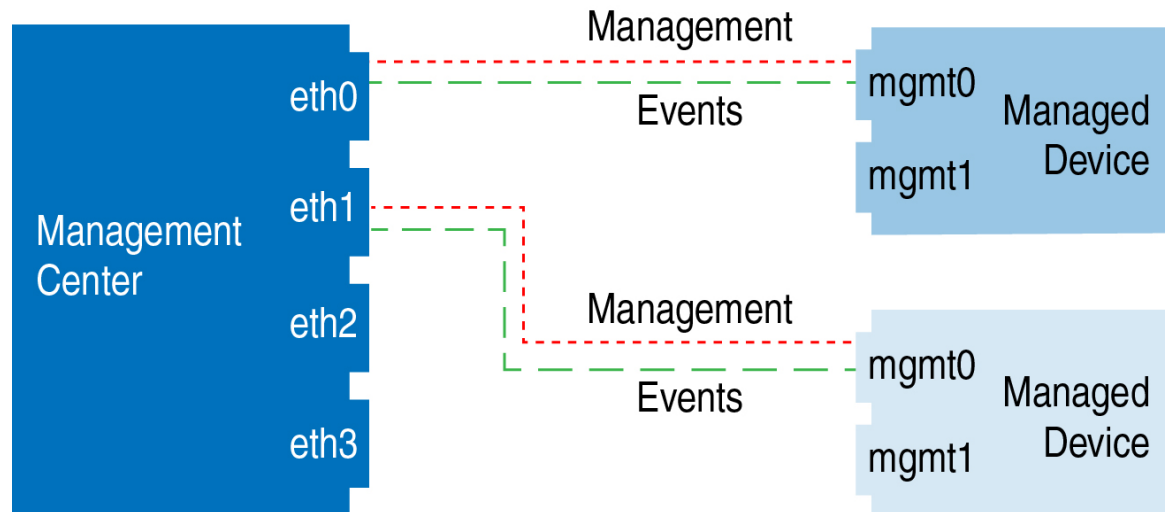 Management
Center
eth0
eth1
eth2
eth3
Management
Events
mgmt0
mgmt1
Managed
Device
Management
Events
mgmt0
mgmt1
Managed
Device